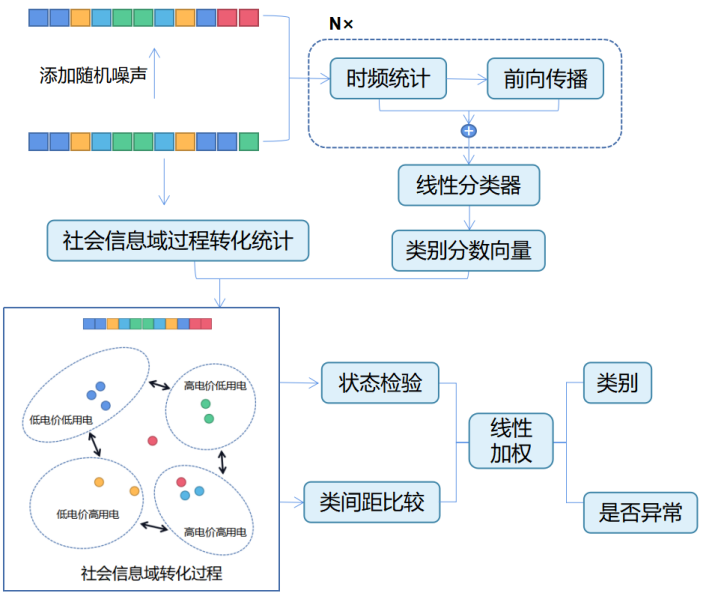 N×
添加随机噪声
时频统计
前向传播
线性分类器
社会信息域过程转化统计
类别分数向量
高电价低用电
低电价低用电
低电价高用电
高电价高用电
社会信息域转化过程
状态检验
类间距比较
线性
加权
类别
是否异常